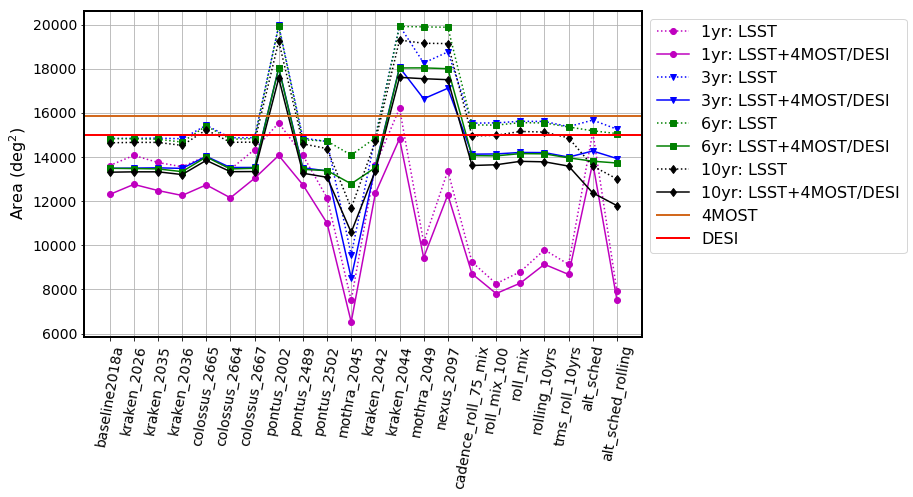 20000
18000
16000
14000
12000
10000
8000
6000
Area (deg²)
baseline2018a
kraken_2026
kraken_2035
kraken_2036
colossus_2665
colossus_2664
colossus_2667
pontus_2002
pontus_2489
pontus_2502
mothra_2045
kraken_2042
kraken_2044
mothra_2049
nexus_2097
cadence_roll_75_mix
roll_mix_100
roll_mix
rolling_10yrs
tms_roll_10yrs
alt_sched
alt_sched_rolling
1yr: LSST
1yr: LSST+4MOST/DESI
3yr: LSST
3yr: LSST+4MOST/DESI
6yr: LSST
6yr: LSST+4MOST/DESI
10yr: LSST
10yr: LSST+4MOST/DESI
4MOST
DESI